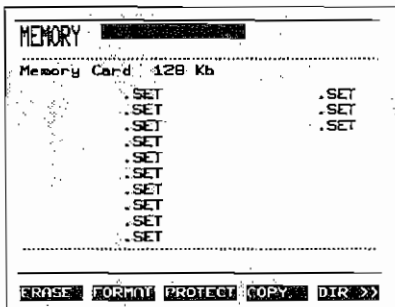 MEMORY
Memory Card 128 Kb
.SET .SET
.SET .SET
.SET .SET
.SET
.SET
.SET
.SET
.SET
.SET
.SET
ERASE FORMAT PROTECT COPY DIR >>